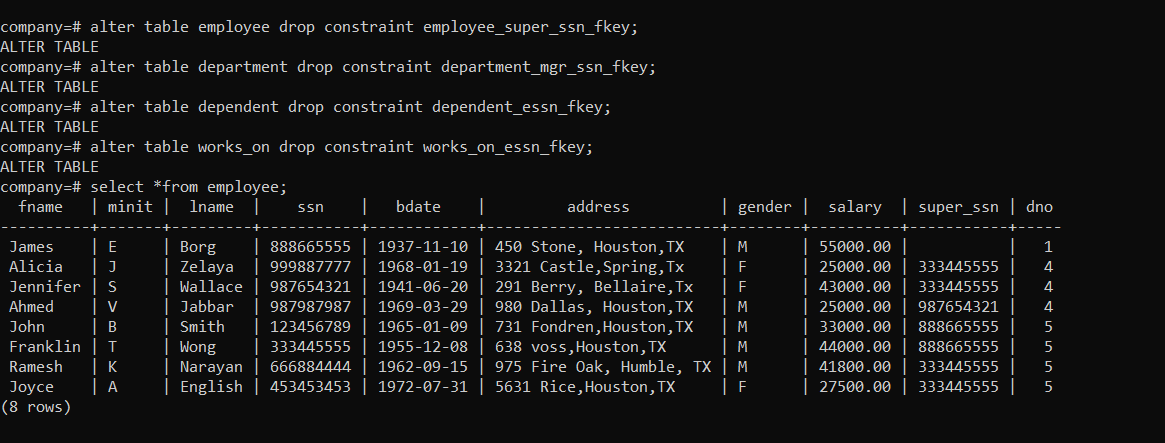 company=# alter table employee drop constraint employee_super_ssn_fkey;
ALTER TABLE
company=# alter table department drop constraint department_mgr_ssn_fkey;
ALTER TABLE
company=# alter table dependent drop constraint dependent_essn_fkey;
ALTER TABLE
company=# alter table works_on drop constraint works_on_essn_fkey;
ALTER TABLE
company=# select *from employee;
  fname   | minit |  lname  |    ssn    |   bdate    |         address          | gender |  salary  | super_ssn | dno
----------+-------+---------+-----------+------------+--------------------------+--------+----------+-----------+-----
 James    | E     | Borg    | 888665555 | 1937-11-10 | 450 Stone, Houston,TX    | M      | 55000.00 |           |   1
 Alicia   | J     | Zelaya  | 999887777 | 1968-01-19 | 3321 Castle,Spring,Tx    | F      | 25000.00 | 333445555 |   4
 Jennifer | S     | Wallace | 987654321 | 1941-06-20 | 291 Berry, Bellaire,Tx   | F      | 43000.00 | 333445555 |   4
 Ahmed    | V     | Jabbar  | 987987987 | 1969-03-29 | 980 Dallas, Houston,TX   | M      | 25000.00 | 987654321 |   4
 John     | B     | Smith   | 123456789 | 1965-01-09 | 731 Fondren,Houston,TX   | M      | 33000.00 | 888665555 |   5
 Franklin | T     | Wong    | 333445555 | 1955-12-08 | 638 voss,Houston,TX      | M      | 44000.00 | 888665555 |   5
 Ramesh   | K     | Narayan | 666884444 | 1962-09-15 | 975 Fire Oak, Humble, TX | M      | 41800.00 | 333445555 |   5
 Joyce    | A     | English | 453453453 | 1972-07-31 | 5631 Rice,Houston,TX     | F      | 27500.00 | 333445555 |   5
(8 rows)